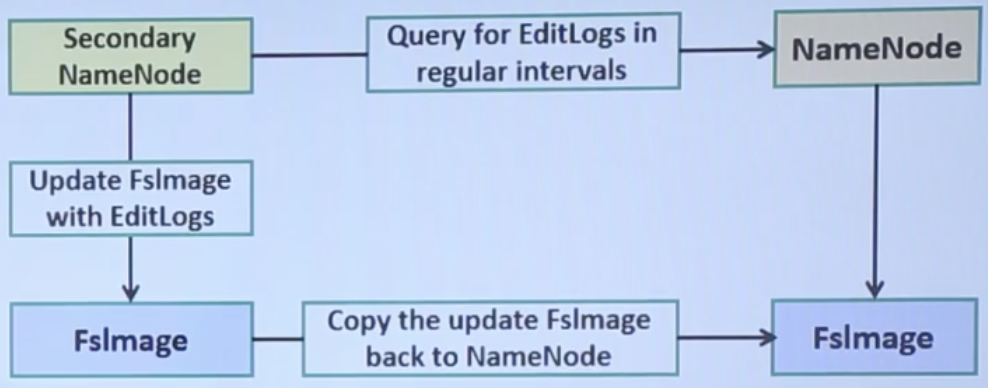 Secondary
NameNode
Query for EditLogs in
regular intervals
NameNode
Update FsImage
with EditLogs
FsImage
Copy the update FsImage
back to NameNode
FsImage